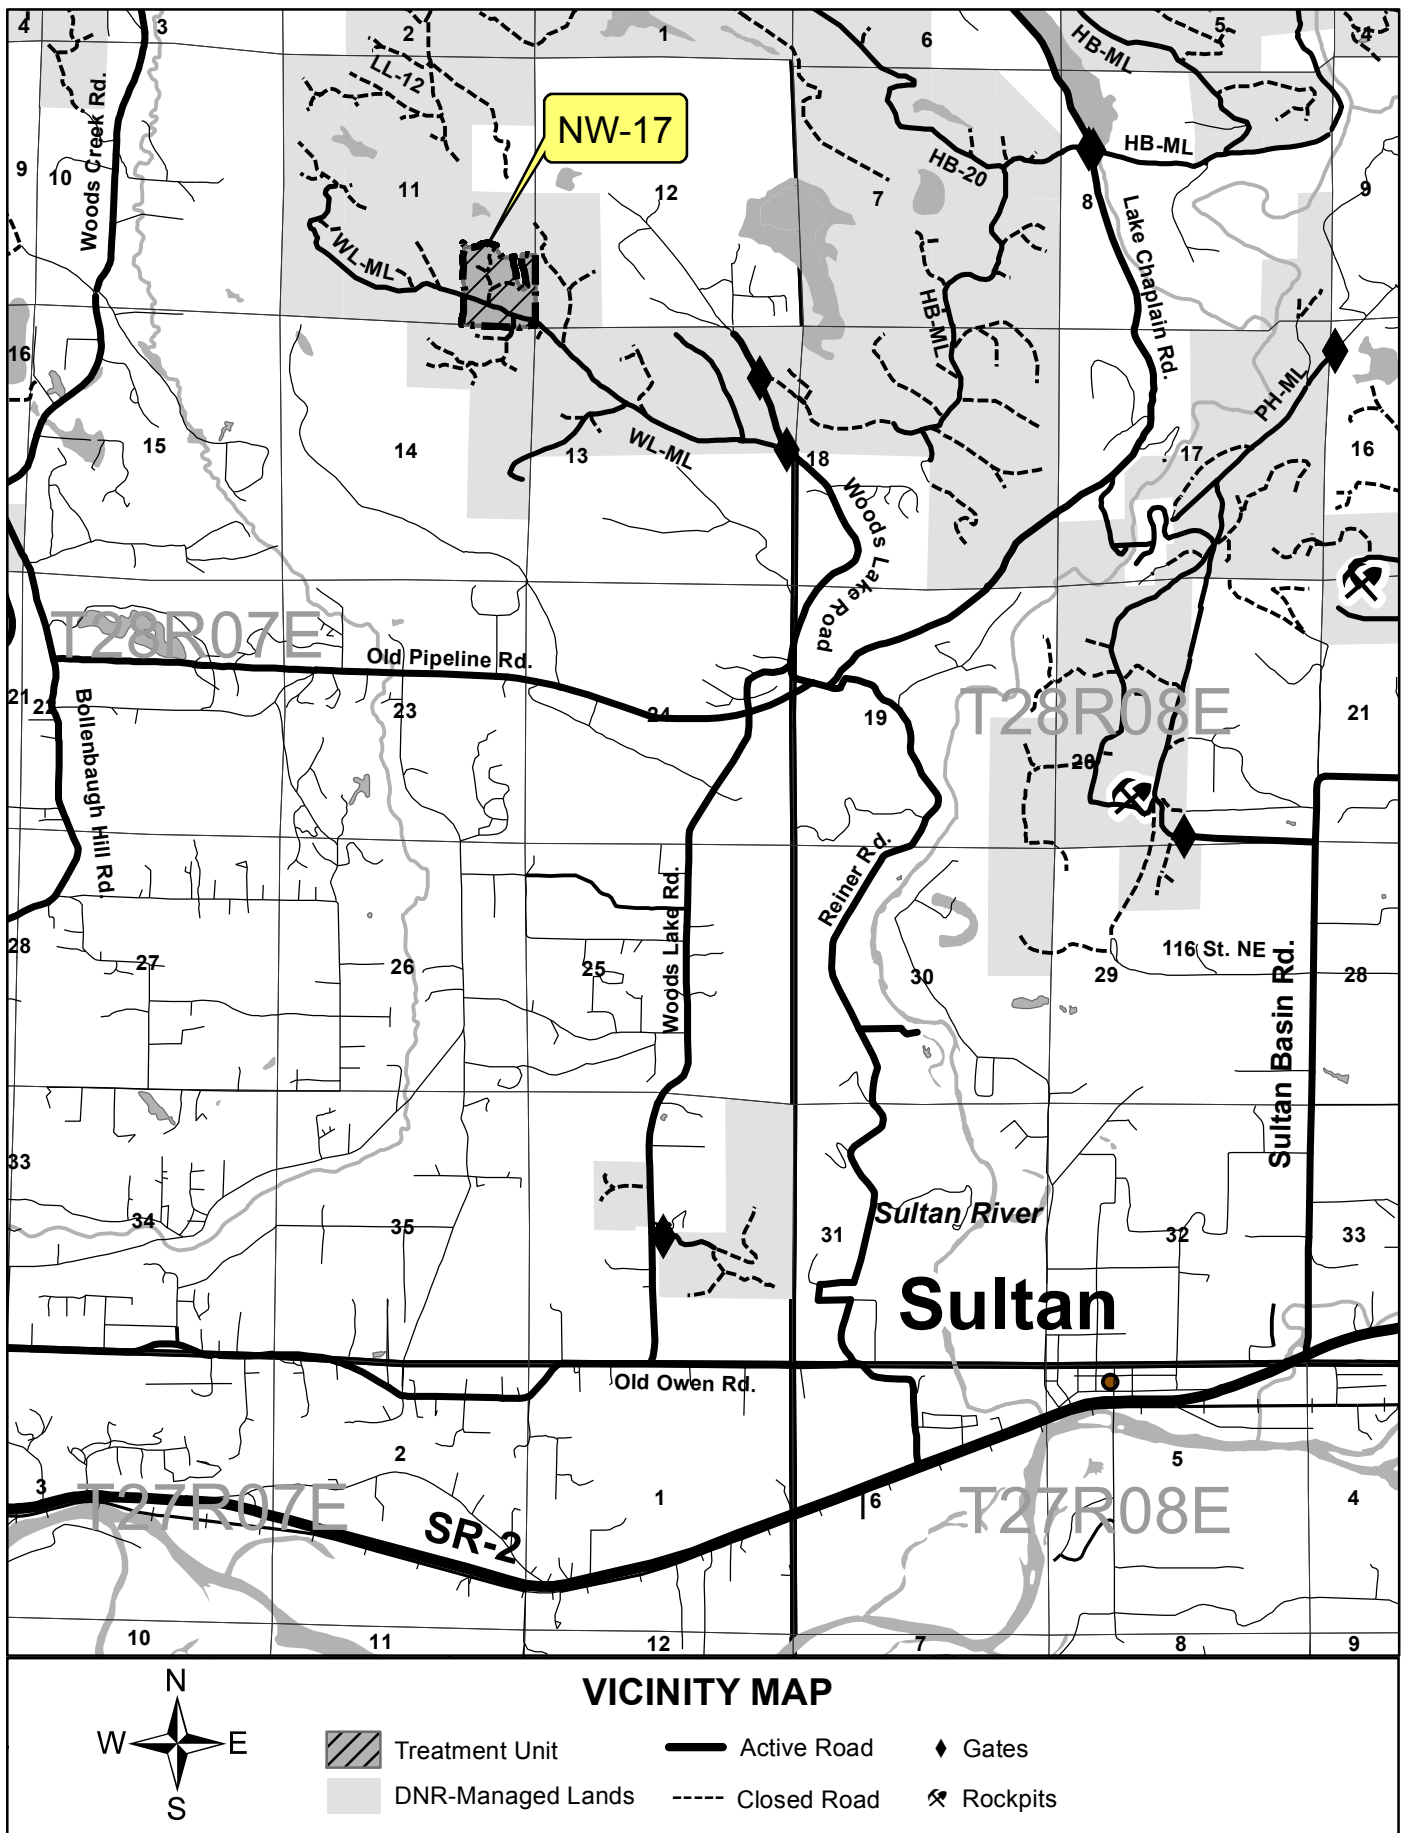 4
3
2
1
6
5
4
HB-ML
LL-12
Woods Creek Rd.
NW-17
HB-ML
HB-20
9
10
11
12
7
8
9
Lake Chaplain Rd.
WL-ML
HB-ML
16
PH-ML
15
14
13
WL-ML
18
17
16
Woods Lake Road
T28R07E
Old Pipeline Rd.
21
22
Bollenbaugh Hill Rd.
23
24
19
T28R08E
20
21
Reiner Rd.
Woods Lake Rd.
28
27
26
25
30
29
116 St. NE
28
Sultan Basin Rd.
33
34
35
31
Sultan River
32
33
Sultan
Old Owen Rd.
3
2
1
6
5
4
T27R07E
T27R08E
SR-2
10
11
12
7
8
9
VICINITY MAP
N
W E
S
Treatment Unit
Active Road
Gates
DNR-Managed Lands
Closed Road
Rockpits